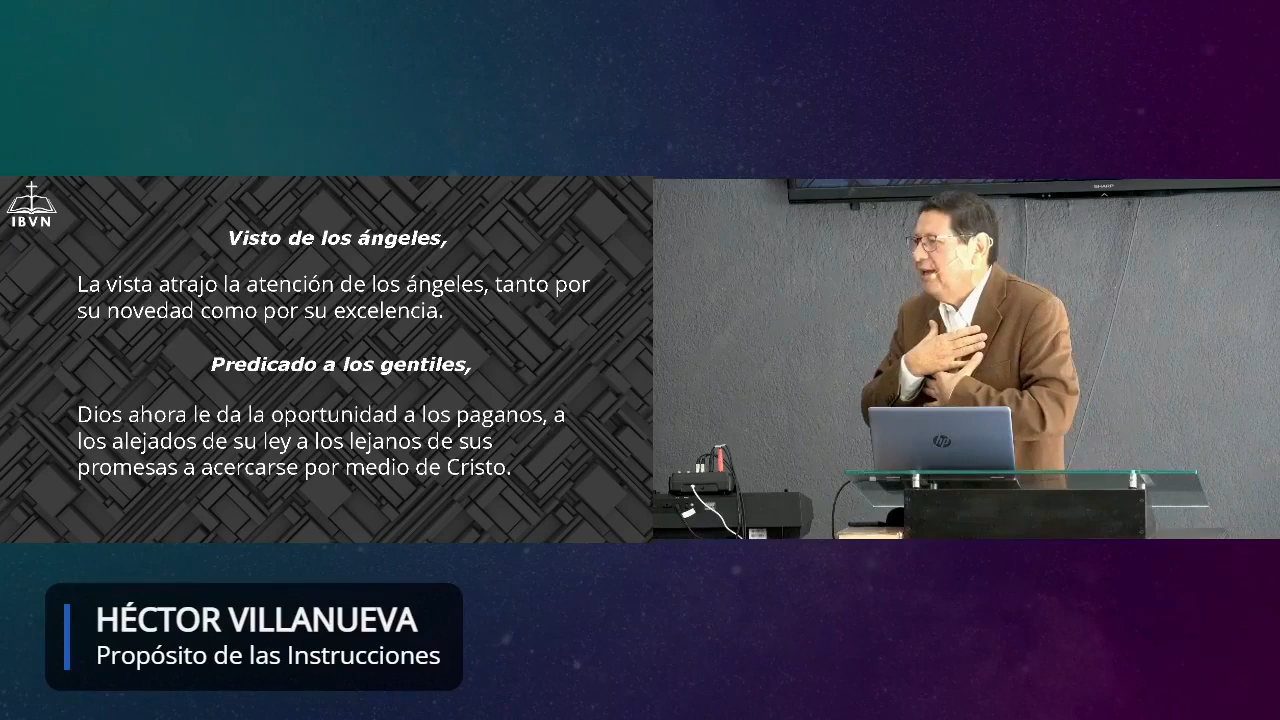 IBVN
Visto de los ángeles,
La vista atrajo la atención de los ángeles, tanto por
su novedad como por su excelencia.
Predicado a los gentiles,
Dios ahora le da la oportunidad a los paganos, a
los alejados de su ley a los lejanos de sus
promesas a acercarse por medio de Cristo.
SHARP
hp
HÉCTOR VILLANUEVA
Propósito de las Instrucciones